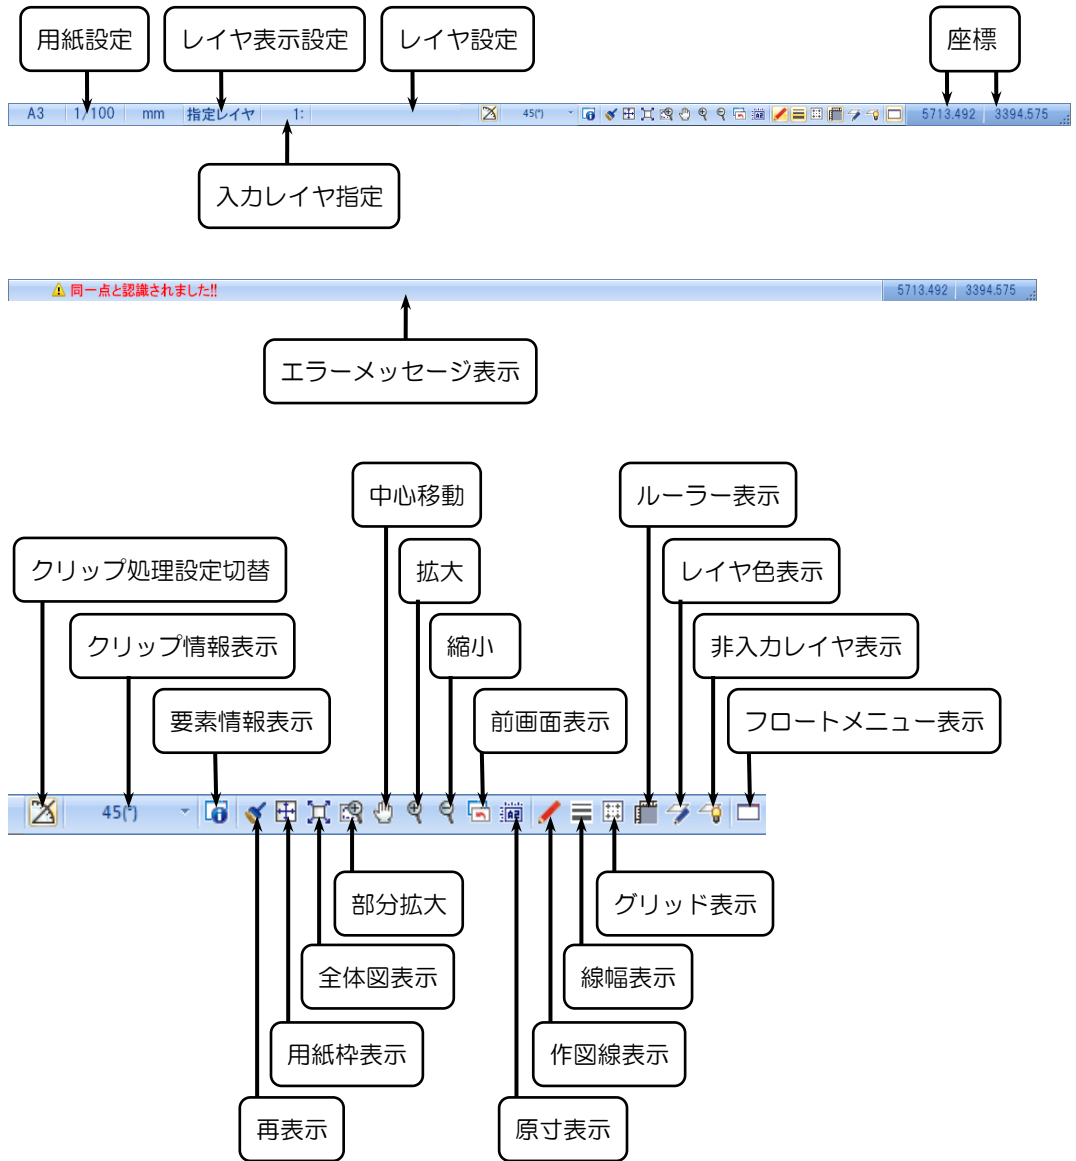 用紙設定 レイヤ表示設定 レイヤ設定 座標
A3 1/100 mm 指定レイヤ 1: 45(°) 5713.492 3394.575
入力レイヤ指定
同一点と認識されました!! 5713.492 3394.575
エラーメッセージ表示
中心移動 ルーラー表示
クリップ処理設定切替 拡大 レイヤ色表示
クリップ情報表示 縮小 非入力レイヤ表示
要素情報表示 前画面表示 フロートメニュー表示
45(°)
部分拡大 グリッド表示
全体図表示 線幅表示
用紙枠表示 作図線表示
再表示 原寸表示